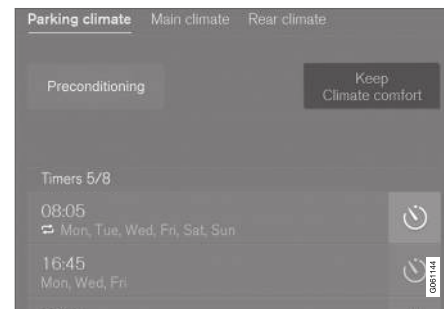 Parking climate Main climate Rear climate
Preconditioning
Keep
Climate comfort
Timers 5/8
08:05
Mon, Tue, Wed, Fri, Sat, Sun
16:45
Mon, Wed, Fri
G061144